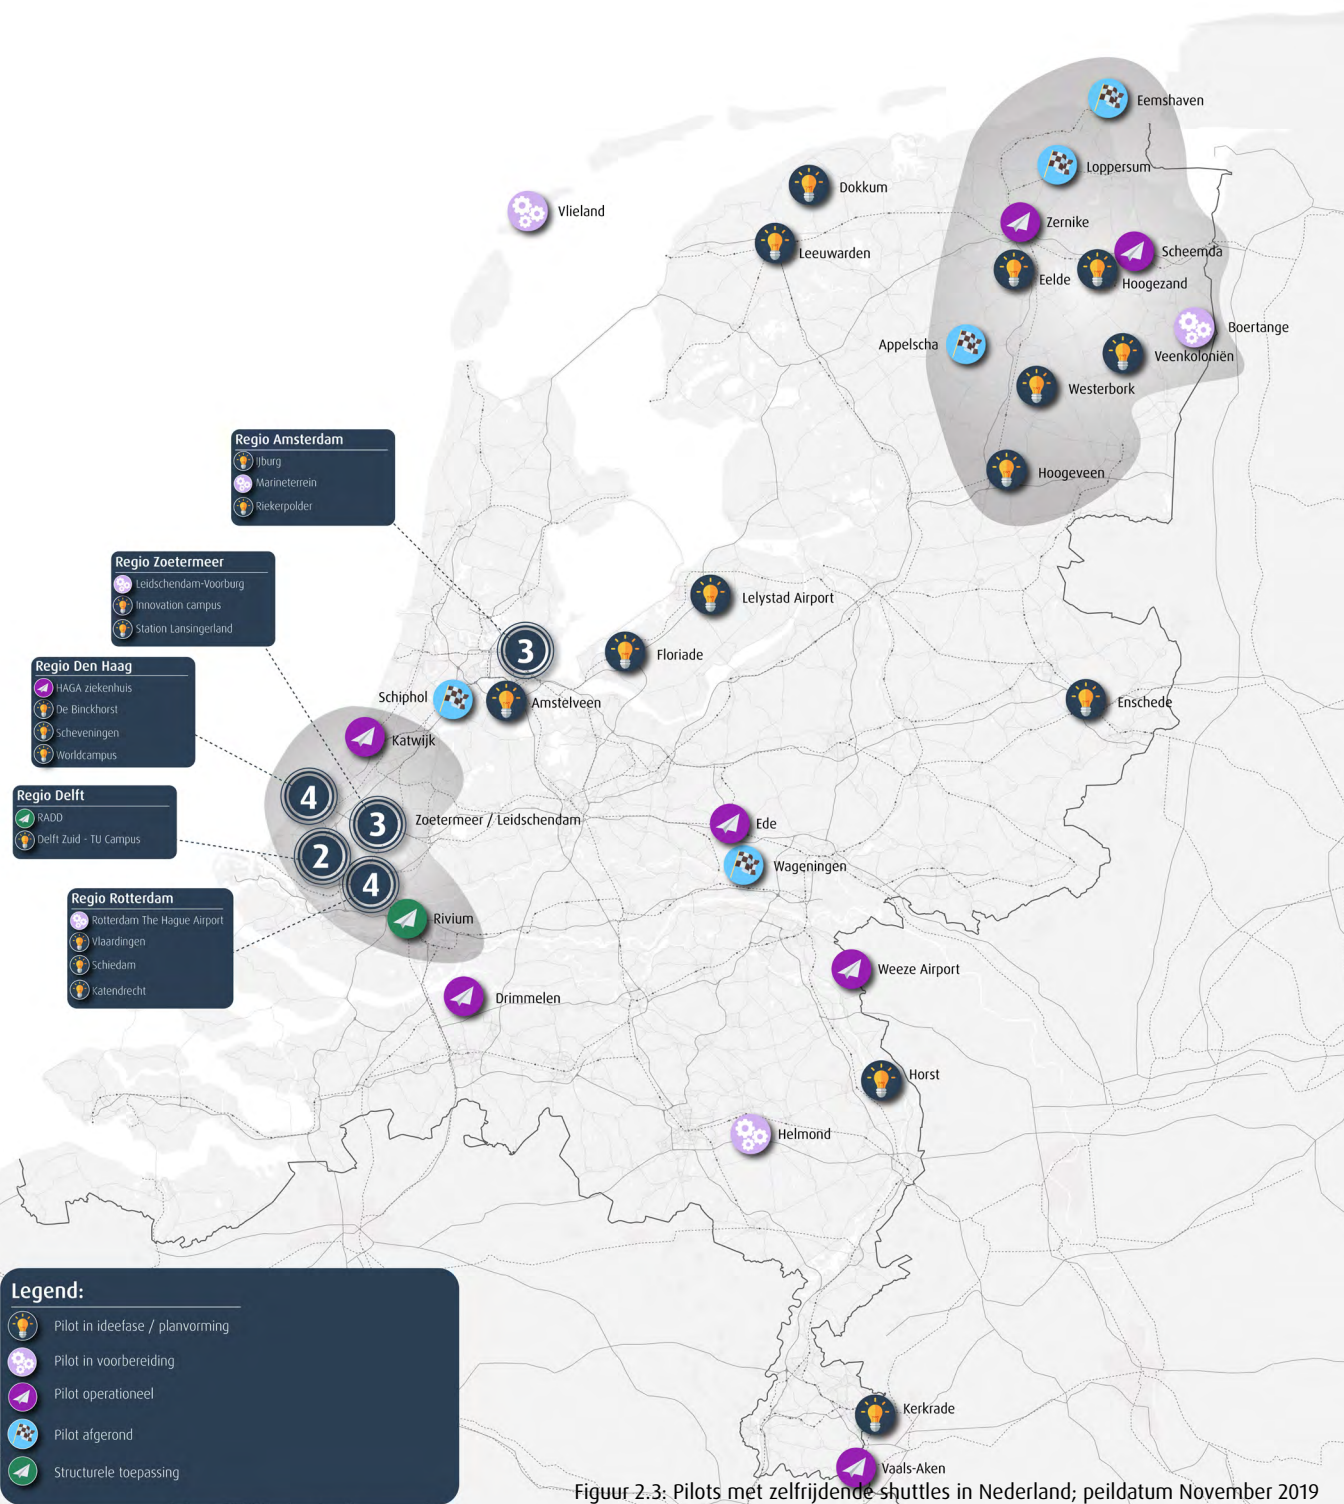 Eemshaven
Loppersum
Dokkum
Vlieland
Zernike
Leeuwarden
Scheemda
Eelde
Hoogezand
Boertange
Appelscha
Veenkoloniën
Westerbork
Hoogeveen
Regio Amsterdam
IJburg
Marineterrein
Riekerpolder
Regio Zoetermeer
Leidschendam-Voorburg
Innovation campus
Station Lansingerland
Lelystad Airport
3
Floriade
Regio Den Haag
HAGA ziekenhuis
De Binckhorst
Scheveningen
Worldcampus
Schiphol
Amstelveen
Enschede
Katwijk
Regio Delft
RADD
Delft Zuid - TU Campus
4
3
Zoetermeer / Leidschendam
2
4
Ede
Wageningen
Regio Rotterdam
Rotterdam The Hague Airport
Vlaardingen
Schiedam
Katendrecht
Rivium
Weeze Airport
Drimmelen
Horst
Helmond
Legend:
Pilot in ideefase / planvorming
Pilot in voorbereiding
Pilot operationeel
Pilot afgerond
Structurele toepassing
Kerkrade
Vaals-Aken
Figuur 2.3: Pilots met zelfrijdende shuttles in Nederland; peildatum November 2019